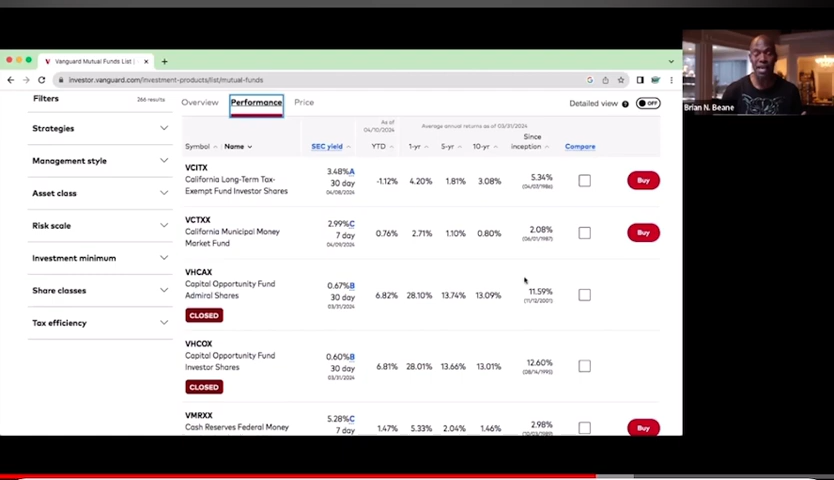 Vanguard Mutual Funds List |
investor.vanguard.com/investment-products/list/mutual-funds
Brian N. Beane
Filters
266 results
Overview
Performance
Price
Detailed view
OFF
Strategies
Management style
Asset class
Risk scale
Investment minimum
Share classes
Tax efficiency
As of
04/10/2024
Average annual returns as of 03/31/2024
Symbol Name SEC yield YTD 1-yr 5-yr 10-yr Since
inception Compare
VCITX
California Long-Term Tax-
Exempt Fund Investor Shares
3.48%A
30 day
04/09/2024
-1.12% 4.20% 1.81% 3.08% 5.34%
(04/07/1986)
Buy
VCTXX
California Municipal Money
Market Fund
2.99%C
7 day
04/09/2024
0.76% 2.71% 1.10% 0.80% 2.08%
(06/01/1987)
Buy
VHCAX
Capital Opportunity Fund
Admiral Shares
CLOSED
0.67%B
30 day
03/31/2024
6.82% 28.10% 13.74% 13.09% 11.59%
(11/12/2001)
VHCOX
Capital Opportunity Fund
Investor Shares
CLOSED
0.60%B
30 day
03/31/2024
6.81% 28.01% 13.66% 13.01% 12.60%
(08/14/1995)
VMRXX
Cash Reserves Federal Money
5.28%C
7 day
1.47% 5.33% 2.04% 1.46% 2.98%
Buy